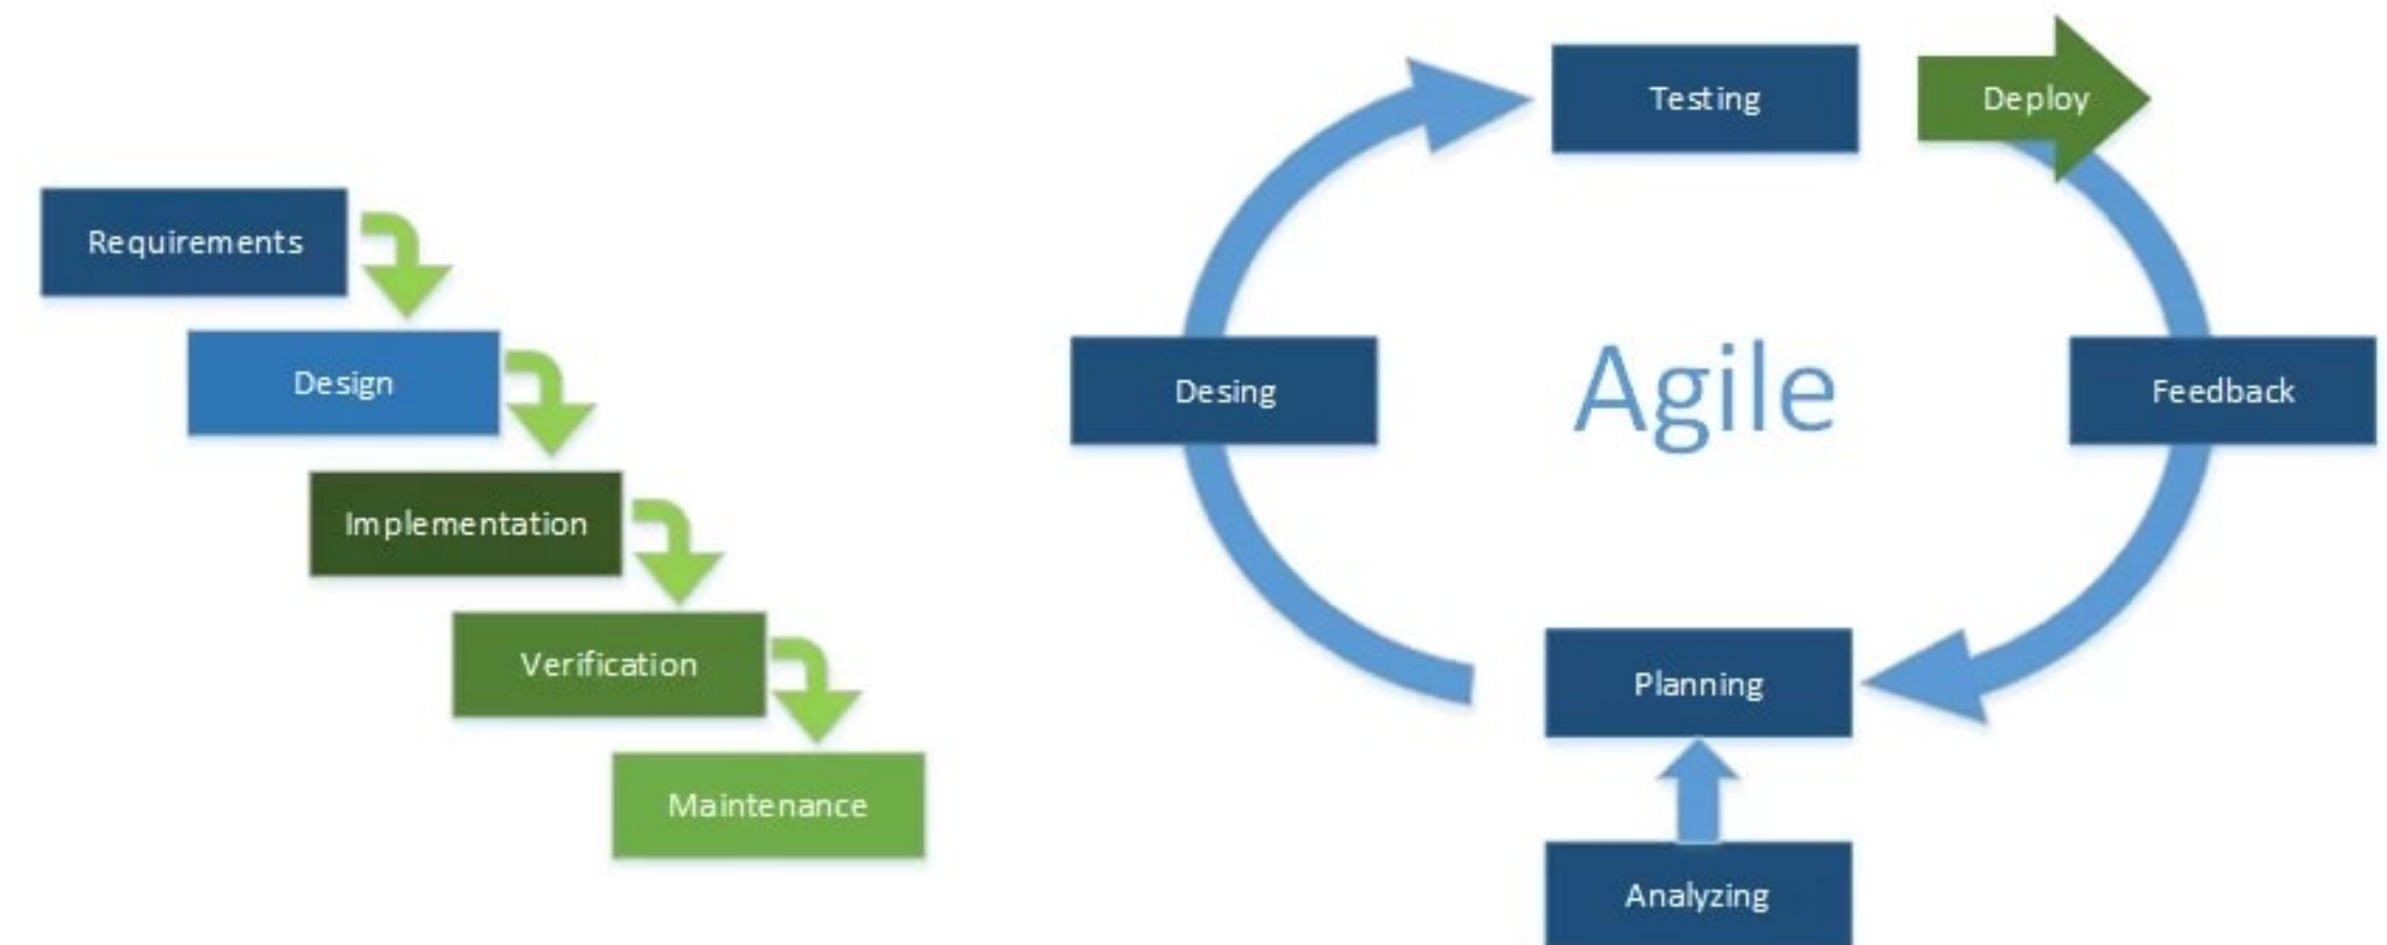 Requirements
Design
Implementation
Verification
Maintenance
Testing
Deploy
Desing
Agile
Feedback
Planning
Analyzing